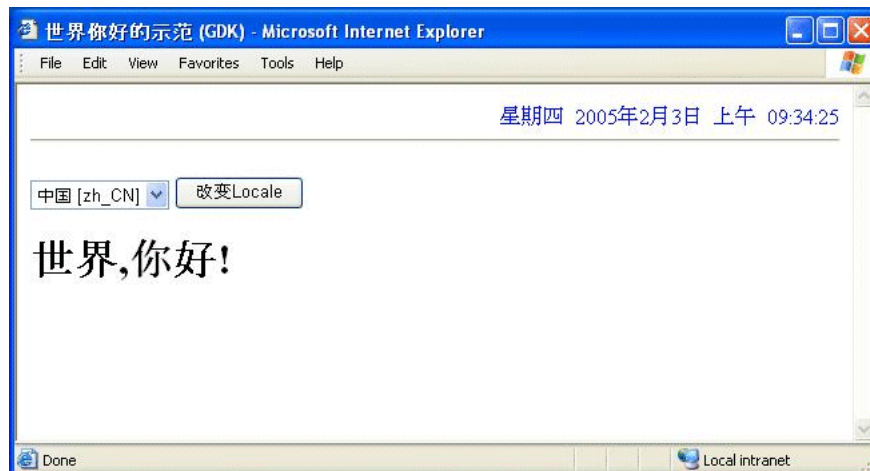 世界你好的示范 (GDK) - Microsoft Internet Explorer
File Edit View Favorites Tools Help
星期四 2005年2月3日 上午 09:34:25
中国 [zh_CN] 改变Locale
世界,你好!
Done Local intranet